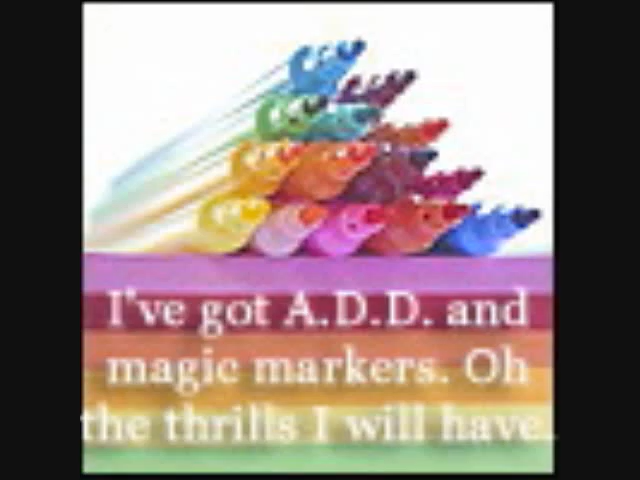 I've got A.D.D. and
magic markers. Oh
the thrills I will have.